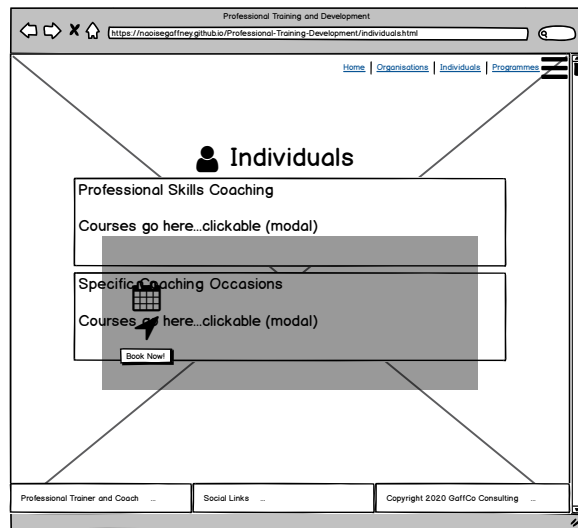 Professional Training and Development
https://naoisegaffney.github.io/Professional-Training-Development/individuals.html
Home | Organisations | Individuals | Programmes
Individuals
Professional Skills Coaching
Courses go here...clickable (modal)
Specific Coaching Occasions
Courses go here...clickable (modal)
Book Now!
Professional Trainer and Coach ... Social Links ... Copyright 2020 GaffCo Consulting ...